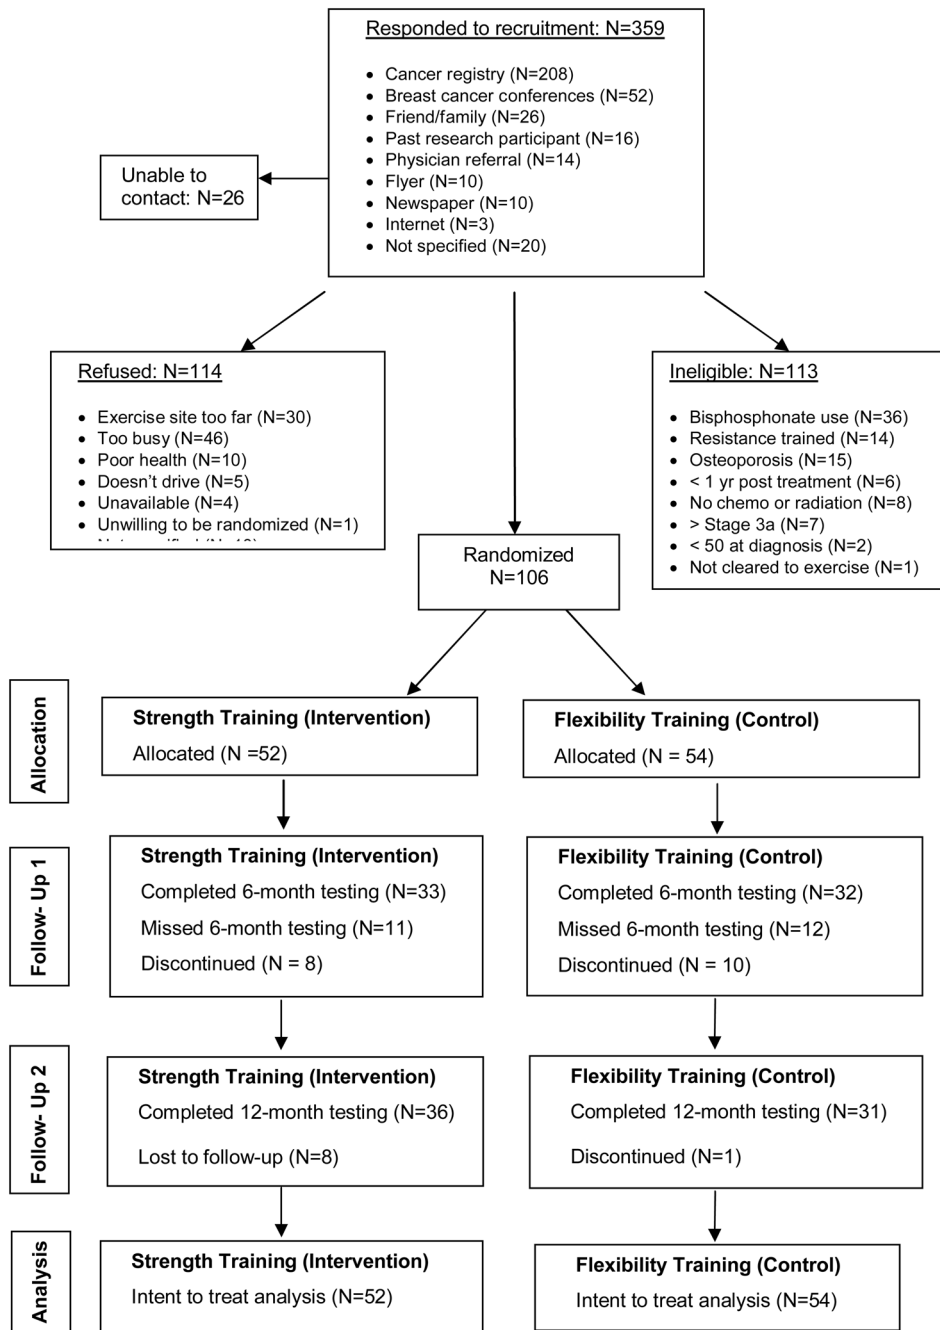 Responded to recruitment: N=359
• Cancer registry (N=208)
• Breast cancer conferences (N=52)
• Friend/family (N=26)
• Past research participant (N=16)
• Physician referral (N=14)
• Flyer (N=10)
• Newspaper (N=10)
• Internet (N=3)
• Not specified (N=20)
Unable to
contact: N=26
Refused: N=114
• Exercise site too far (N=30)
• Too busy (N=46)
• Poor health (N=10)
• Doesn't drive (N=5)
• Unavailable (N=4)
• Unwilling to be randomized (N=1)
Ineligible: N=113
• Bisphosphonate use (N=36)
• Resistance trained (N=14)
• Osteoporosis (N=15)
• < 1 yr post treatment (N=6)
• No chemo or radiation (N=8)
• > Stage 3a (N=7)
• < 50 at diagnosis (N=2)
• Not cleared to exercise (N=1)
Randomized
N=106
Allocation
Strength Training (Intervention)
Allocated (N =52)
Flexibility Training (Control)
Allocated (N = 54)
Follow- Up 1
Strength Training (Intervention)
Completed 6-month testing (N=33)
Missed 6-month testing (N=11)
Discontinued (N = 8)
Flexibility Training (Control)
Completed 6-month testing (N=32)
Missed 6-month testing (N=12)
Discontinued (N = 10)
Follow- Up 2
Strength Training (Intervention)
Completed 12-month testing (N=36)
Lost to follow-up (N=8)
Flexibility Training (Control)
Completed 12-month testing (N=31)
Discontinued (N=1)
Analysis
Strength Training (Intervention)
Intent to treat analysis (N=52)
Flexibility Training (Control)
Intent to treat analysis (N=54)